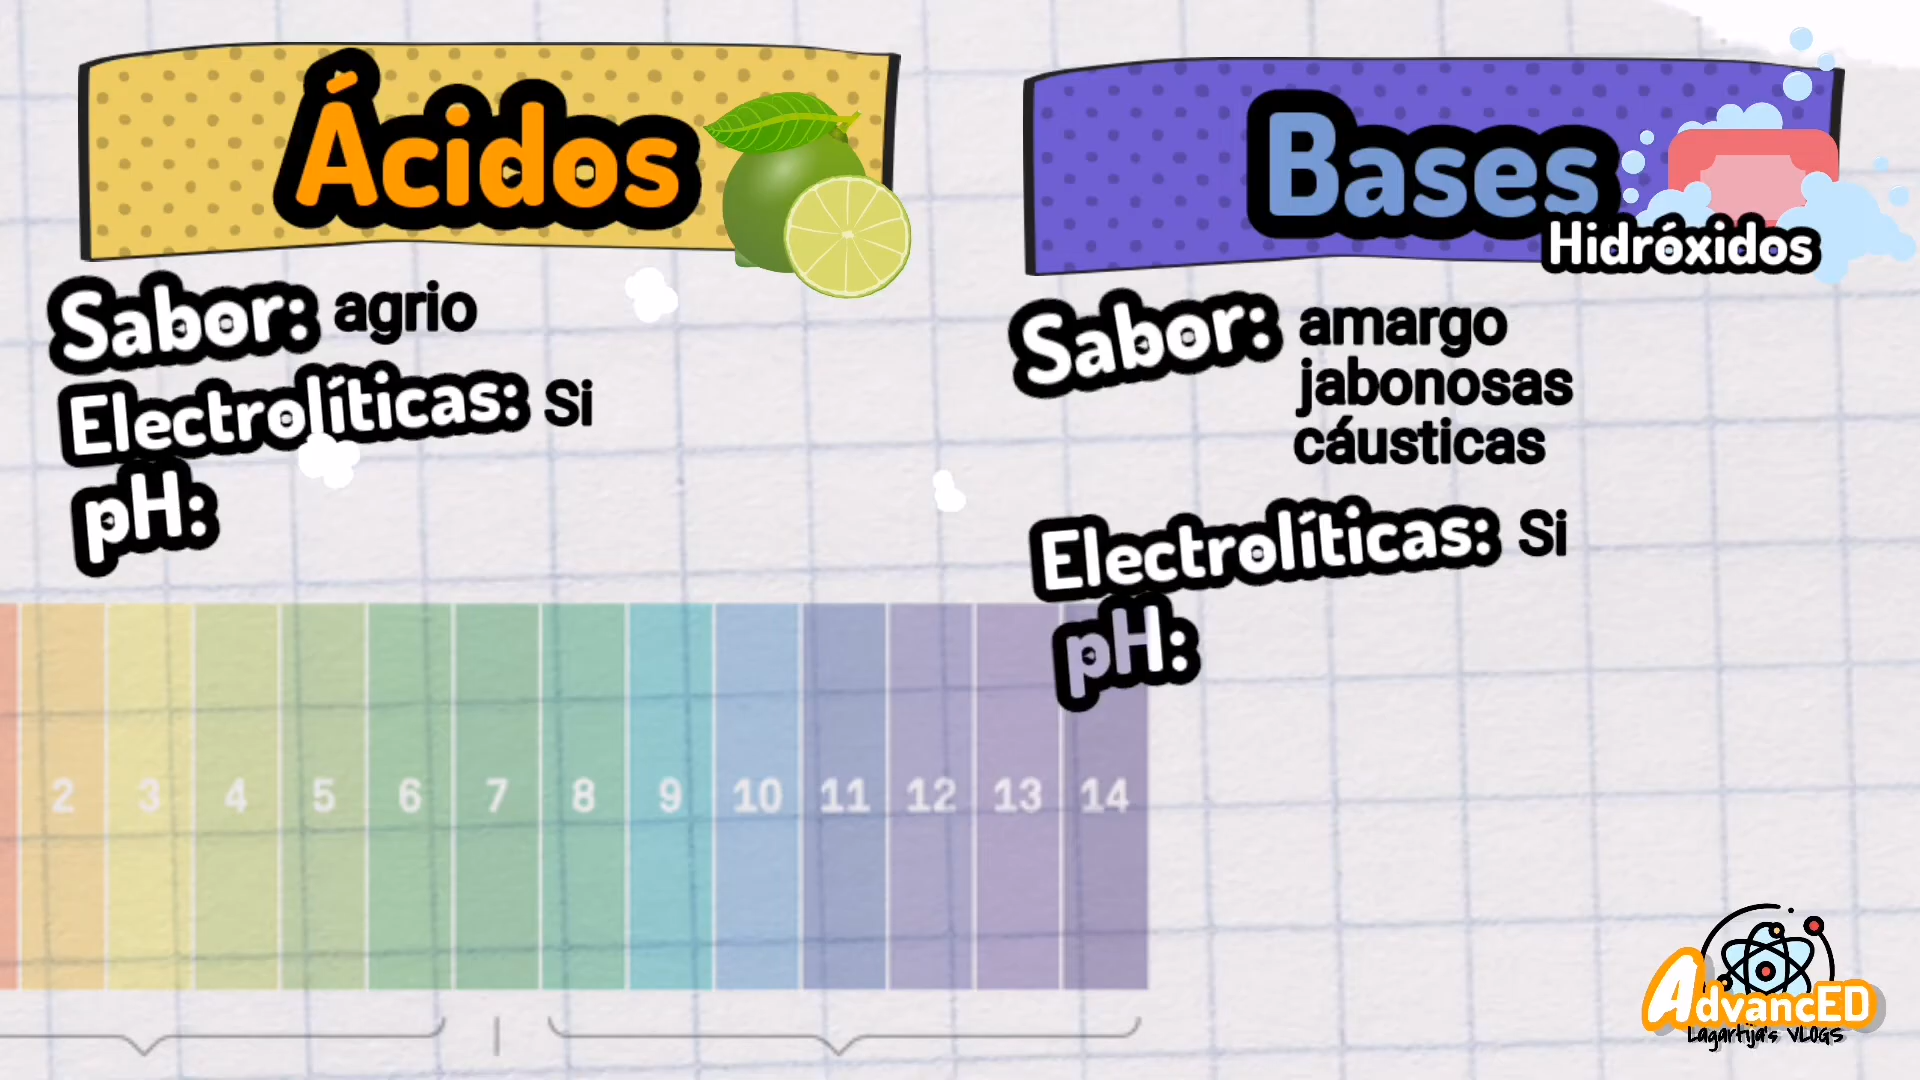 Ácidos
Sabor: agrio
Electrolíticas: Si
pH:
Bases
Hidróxidos
Sabor: amargo
jabonosas
cáusticas
Electrolíticas: Si
pH:
2 3 4 5 6 7 8 9 10 11 12 13 14
AdvancED
Lagartija's VLOGS